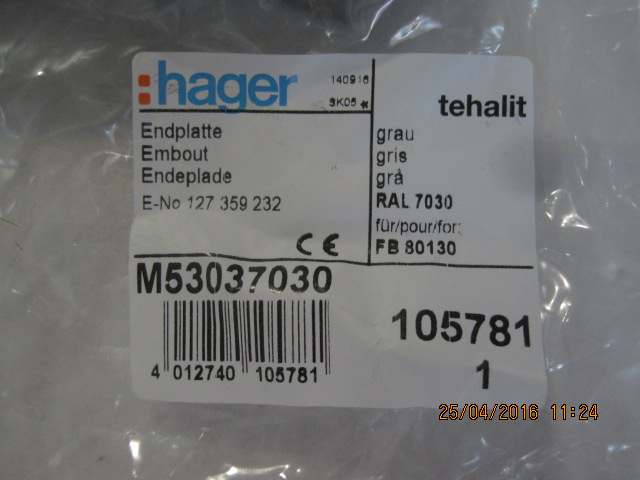 hager
140916
SK05 *
tehalit
Endplatte
Embout
Endeplade
E-No 127 359 232
CE
grau
gris
grå
RAL 7030
für/pour/for:
FB 80130
M53037030
4 012740 105781
105781
1
25/04/2016 11:24